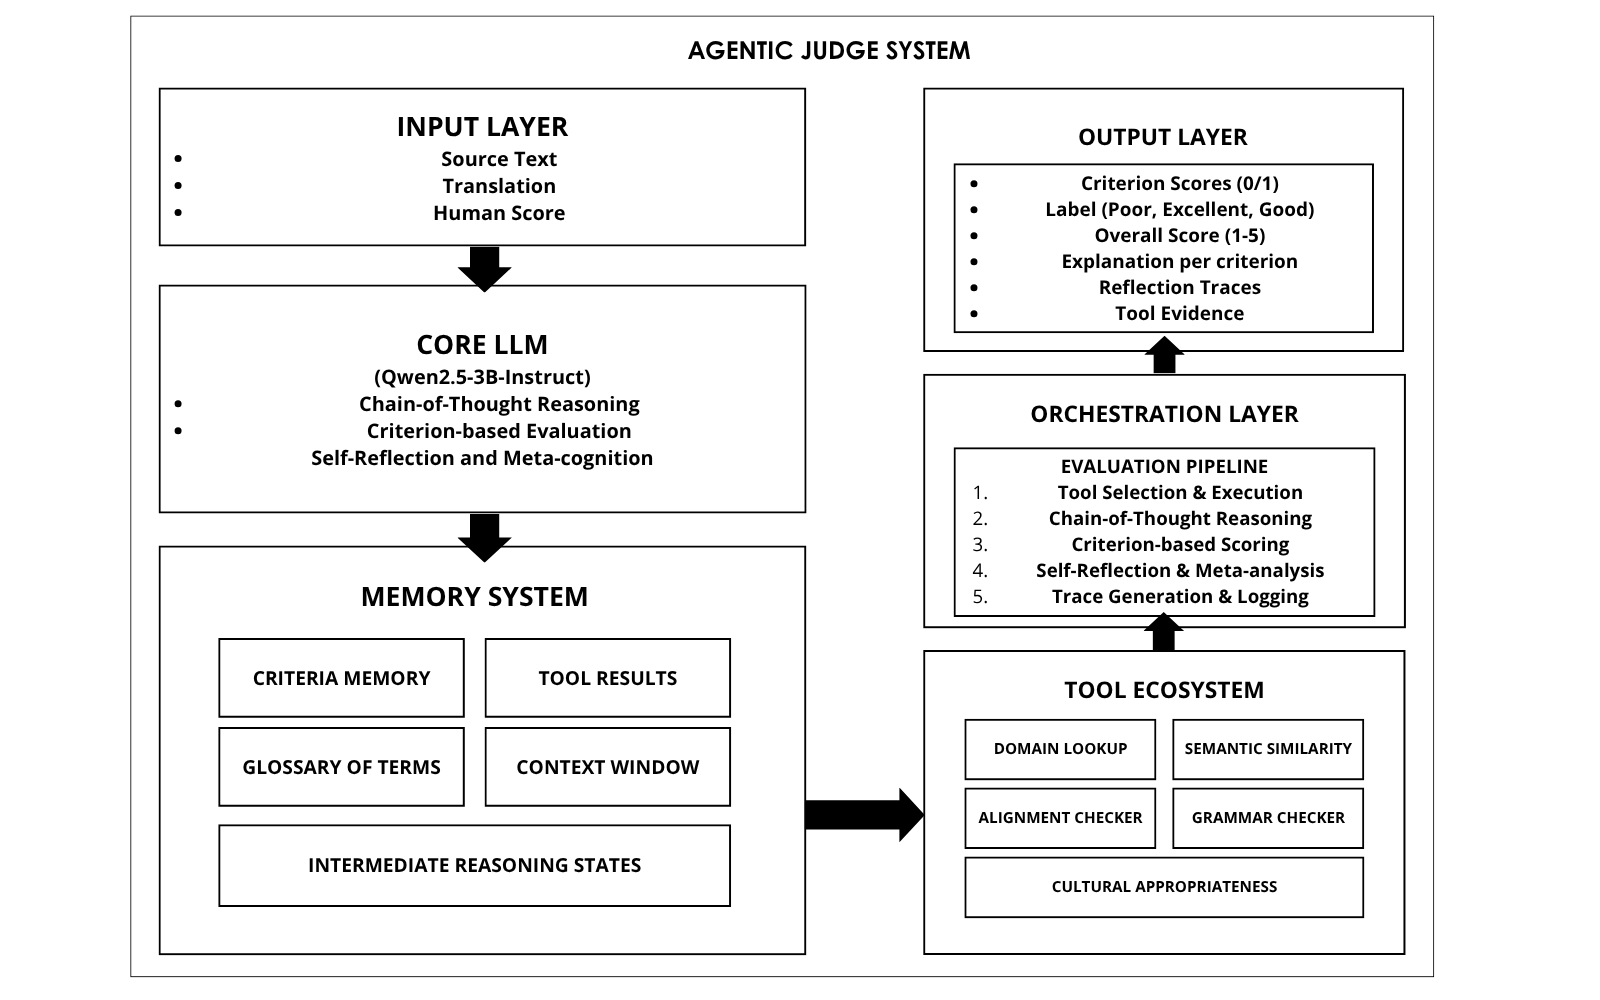 AGENTIC JUDGE SYSTEM
INPUT LAYER
• Source Text
• Translation
• Human Score
CORE LLM
(Qwen2.5-3B-Instruct)
• Chain-of-Thought Reasoning
• Criterion-based Evaluation
Self-Reflection and Meta-cognition
MEMORY SYSTEM
CRITERIA MEMORY
TOOL RESULTS
GLOSSARY OF TERMS
CONTEXT WINDOW
INTERMEDIATE REASONING STATES
OUTPUT LAYER
• Criterion Scores (0/1)
• Label (Poor, Excellent, Good)
• Overall Score (1-5)
• Explanation per criterion
• Reflection Traces
• Tool Evidence
ORCHESTRATION LAYER
EVALUATION PIPELINE
1. Tool Selection & Execution
2. Chain-of-Thought Reasoning
3. Criterion-based Scoring
4. Self-Reflection & Meta-analysis
5. Trace Generation & Logging
TOOL ECOSYSTEM
DOMAIN LOOKUP
SEMANTIC SIMILARITY
ALIGNMENT CHECKER
GRAMMAR CHECKER
CULTURAL APPROPRIATENESS